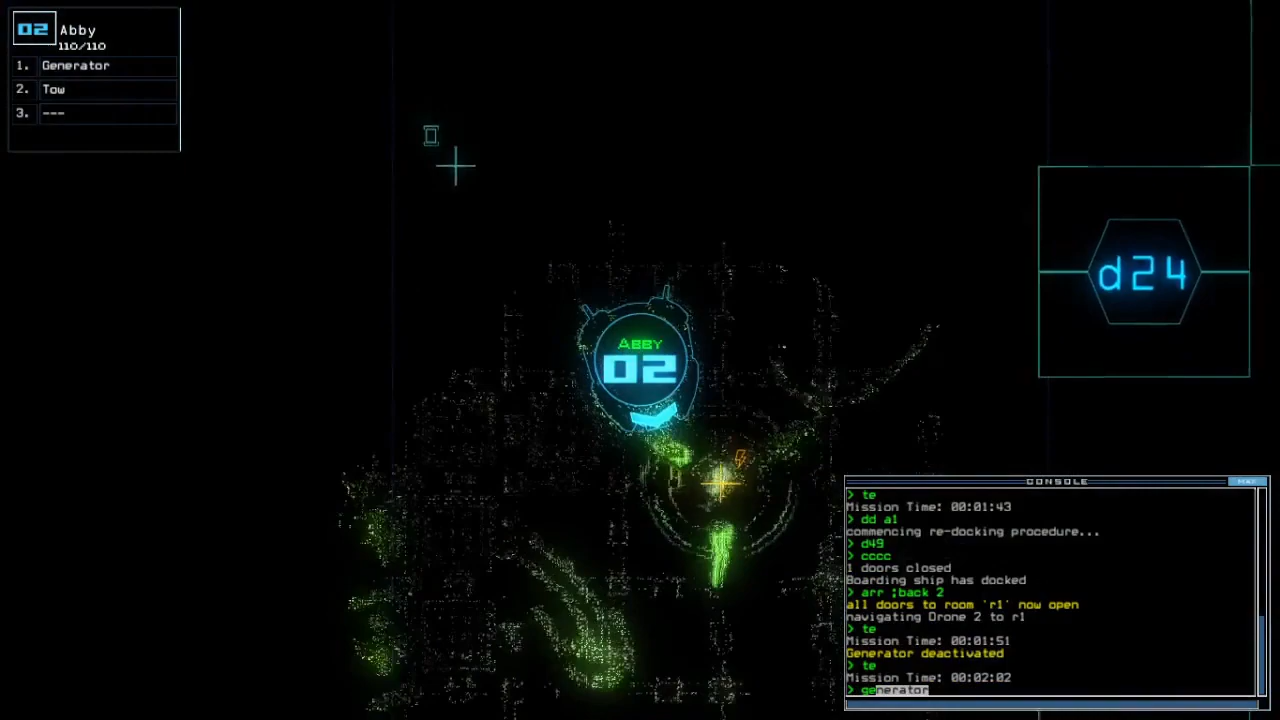 02 Abby
110/110
1. Generator
2. Tow
3. ---
ABBY
02
d24
CONSOLE
> te
Mission Time: 00:01:43
> dd a1
commencing re-docking procedure...
> d49
> cccc
1 doors closed
Boarding ship has docked
> arr ;back 2
all doors to room 'r1' now open
navigating Drone 2 to r1
> te
Mission Time: 00:01:51
Generator deactivated
> te
Mission Time: 00:02:02
> generator